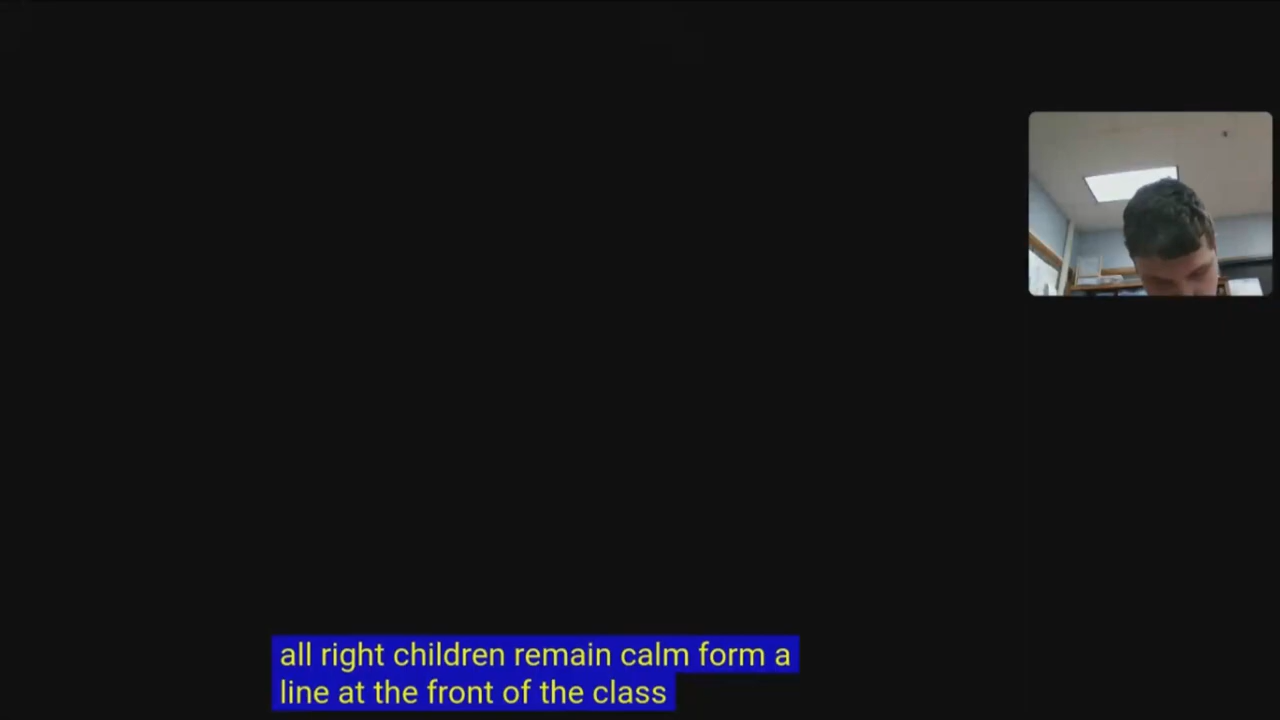 all right children remain calm form a
line at the front of the class